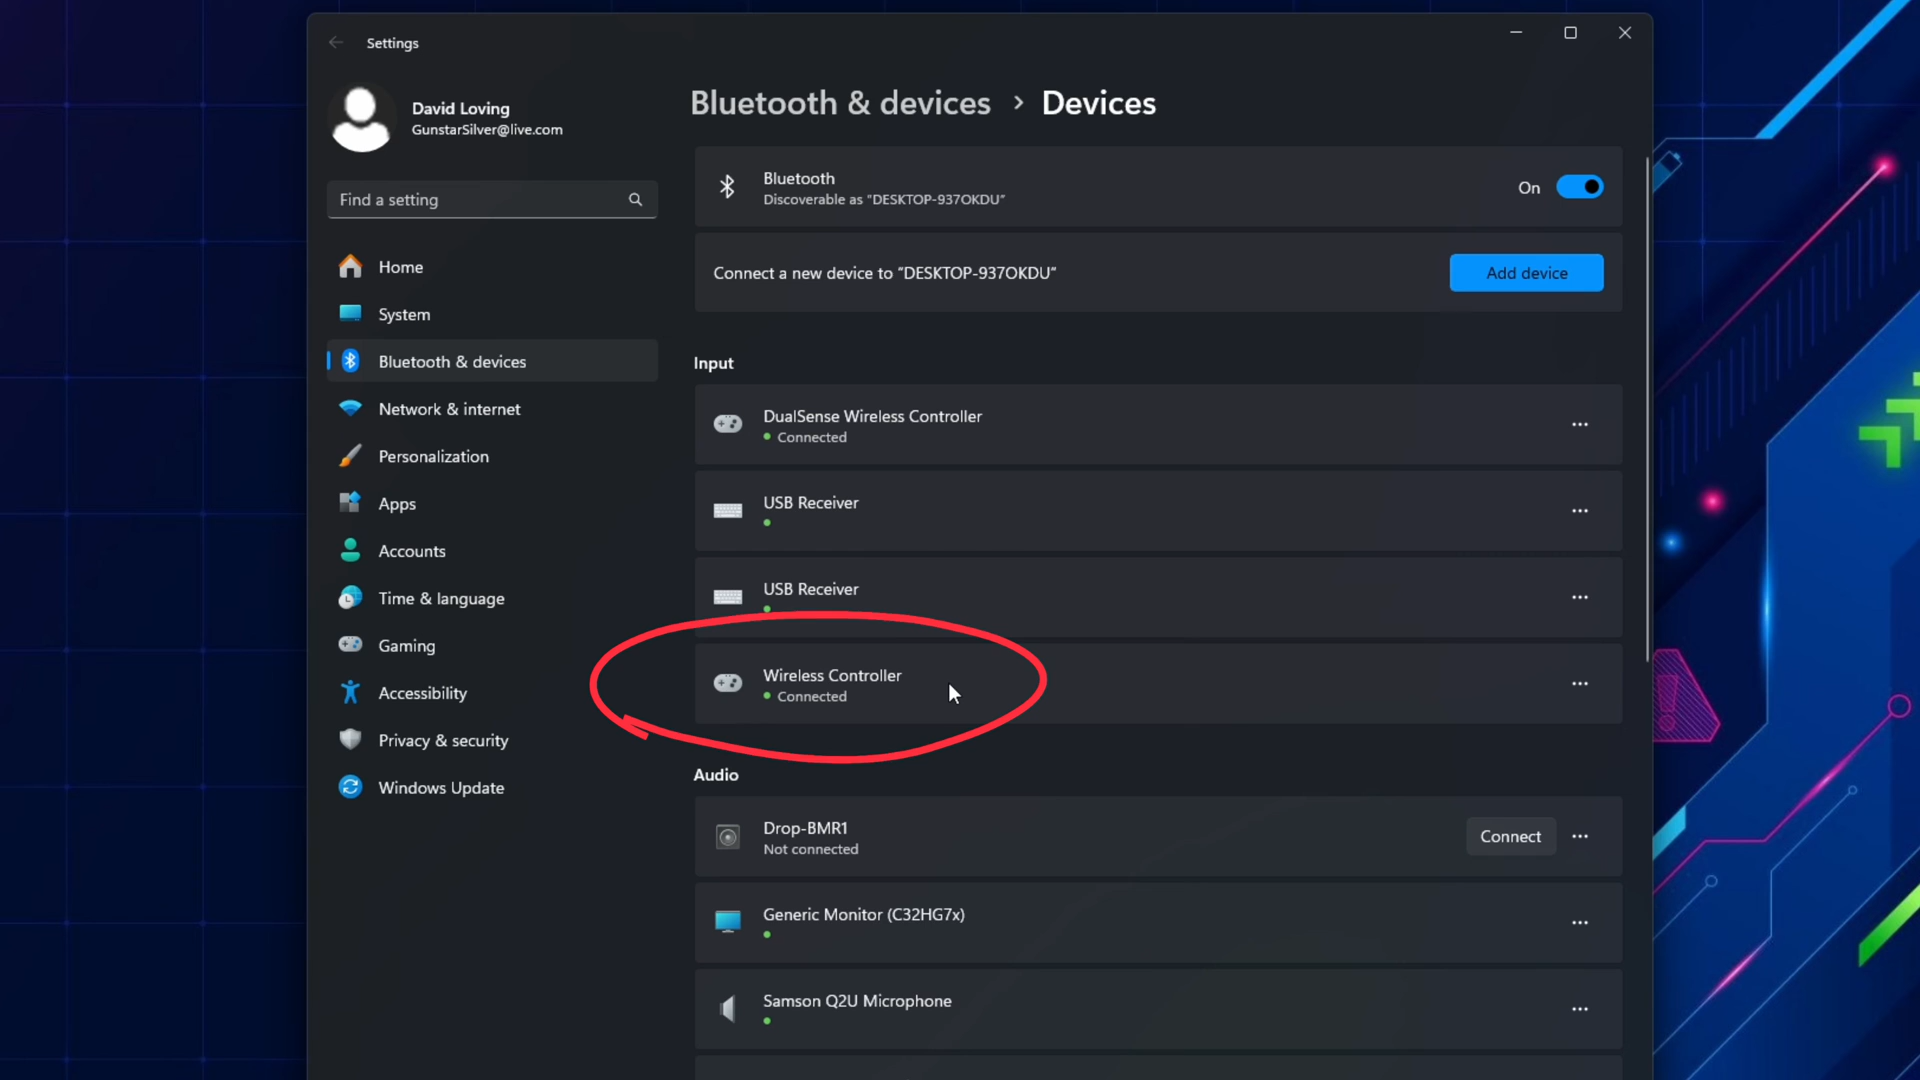 Settings
David Loving
GunstarSilver@live.com
Find a setting
Home
System
Bluetooth & devices
Network & internet
Personalization
Apps
Accounts
Time & language
Gaming
Accessibility
Privacy & security
Windows Update
Bluetooth & devices > Devices
Bluetooth
Discoverable as “DESKTOP-937OKDU”
On
Connect a new device to “DESKTOP-937OKDU”
Add device
Input
DualSense Wireless Controller
Connected
USB Receiver
USB Receiver
Wireless Controller
Connected
Audio
Drop-BMR1
Not connected
Connect
Generic Monitor (C32HG7x)
Samson Q2U Microphone